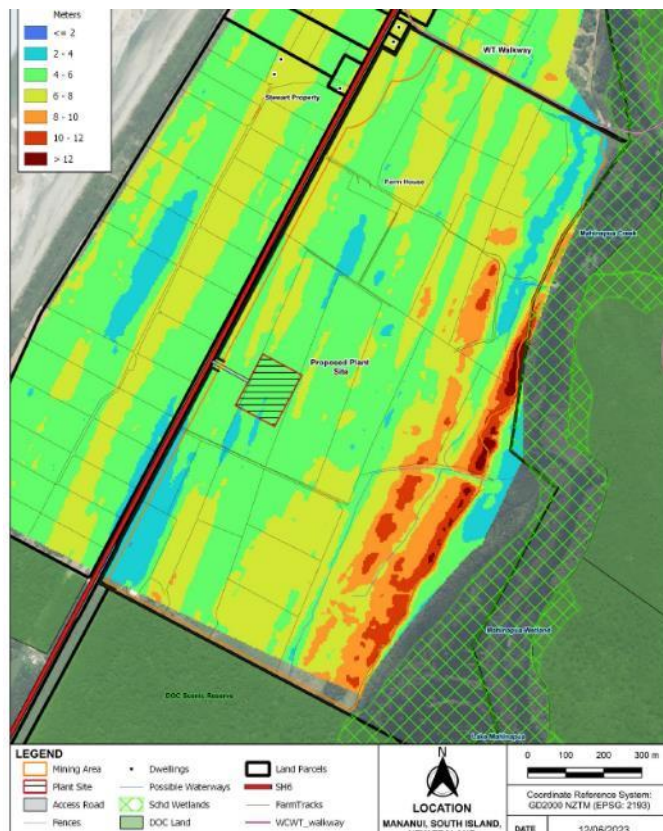 Meters
<= 2
2 - 4
4 - 6
6 - 8
8 - 10
10 - 12
> 12
WT Walkway
Stewart Property
Farm House
Mahinapua Creek
Proposed Plant
Site
Mahinapua Wetland
DOC Scenic Reserve
Lake Mahinapua
LEGEND
Mining Area
Plant Site
Access Road
Fences
Dwellings
Possible Waterways
Schd Wetlands
DOC Land
Land Parcels
SH6
FarmTracks
WCWT_walkway
N
LOCATION
MANANUI, SOUTH ISLAND,
0 100 200 300 m
Coordinate Reference System:
GD2000 NZTM (EPSG: 2193)
DATE 12/06/2023